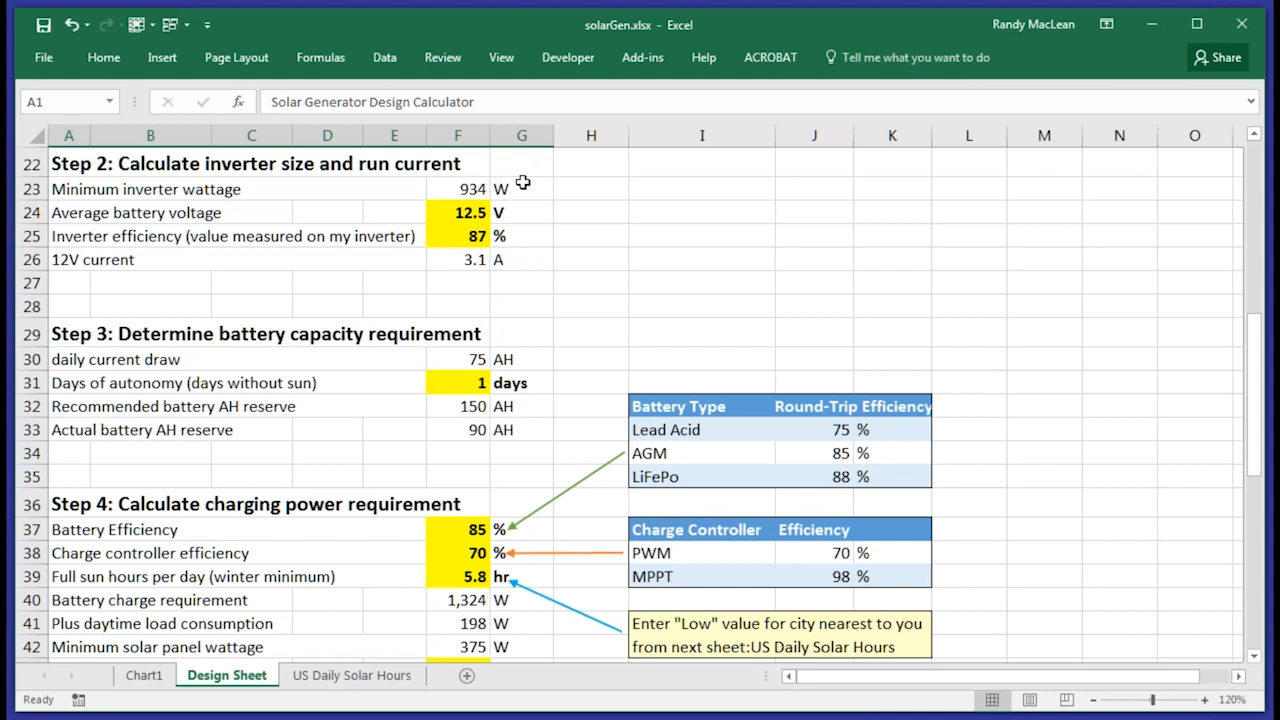 solarGen.xlsx - Excel
Randy MacLean
File Home Insert Page Layout Formulas Data Review View Developer Add-ins Help ACROBAT Tell me what you want to do Share
A1 fx Solar Generator Design Calculator
A B C D E F G H I J K L M N O
22 Step 2: Calculate inverter size and run current
23 Minimum inverter wattage 934 W
24 Average battery voltage 12.5 V
25 Inverter efficiency (value measured on my inverter) 87 %
26 12V current 3.1 A
27
28
29 Step 3: Determine battery capacity requirement
30 daily current draw 75 AH
31 Days of autonomy (days without sun) 1 days
32 Recommended battery AH reserve 150 AH Battery Type Round-Trip Efficiency
33 Actual battery AH reserve 90 AH Lead Acid 75 %
34 AGM 85 %
35 LiFePo 88 %
36 Step 4: Calculate charging power requirement
37 Battery Efficiency 85 % Charge Controller Efficiency
38 Charge controller efficiency 70 % PWM 70 %
39 Full sun hours per day (winter minimum) 5.8 hr MPPT 98 %
40 Battery charge requirement 1,324 W
41 Plus daytime load consumption 198 W Enter "Low" value for city nearest to you
42 Minimum solar panel wattage 375 W from next sheet:US Daily Solar Hours
Chart1 Design Sheet US Daily Solar Hours
Ready 120%